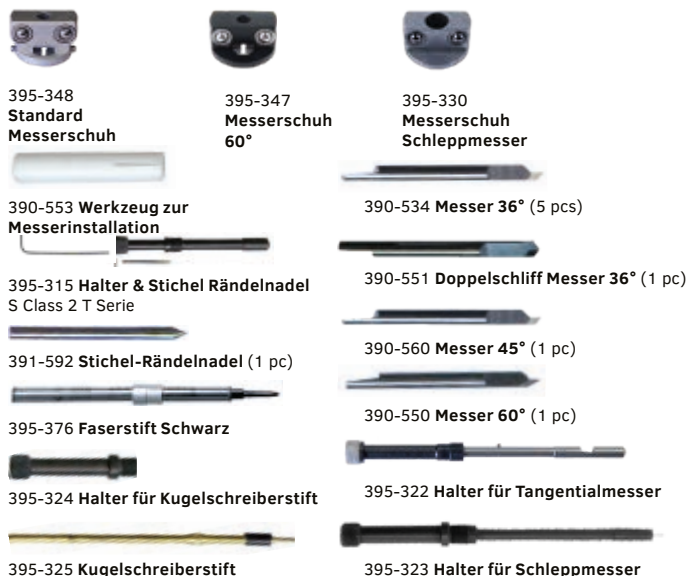 395-348
Standard
Messerschuh
395-347
Messerschuh
60°
395-330
Messerschuh
Schleppmesser
390-553 Werkzeug zur
Messerinstallation
395-315 Halter & Stichel Rändelnadel
S Class 2 T Serie
391-592 Stichel-Rändelnadel (1 pc)
395-376 Faserstift Schwarz
395-324 Halter für Kugelschreiberstift
395-325 Kugelschreiberstift
390-534 Messer 36° (5 pcs)
390-551 Doppelschliff Messer 36° (1 pc)
390-560 Messer 45° (1 pc)
390-550 Messer 60° (1 pc)
395-322 Halter für Tangentialmesser
395-323 Halter für Schleppmesser